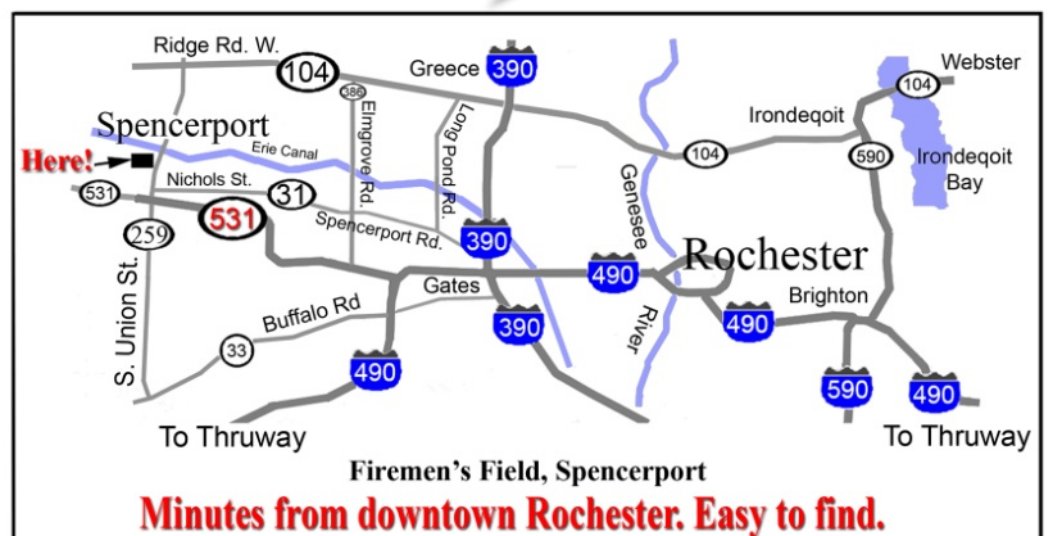 Ridge Rd. W.
104
Greece
390
Webster
104
386
Elmgrove Rd.
Long Pond Rd.
Irondeqoit
Spencerport
Erie Canal
Here!
104
590
Irondeqoit
Bay
Nichols St.
31
531
531
Spencerport Rd.
Genesee
River
259
390
Rochester
490
S. Union St.
Gates
Brighton
Buffalo Rd
390
490
33
490
590
490
To Thruway
To Thruway
Firemen's Field, Spencerport
Minutes from downtown Rochester. Easy to find.